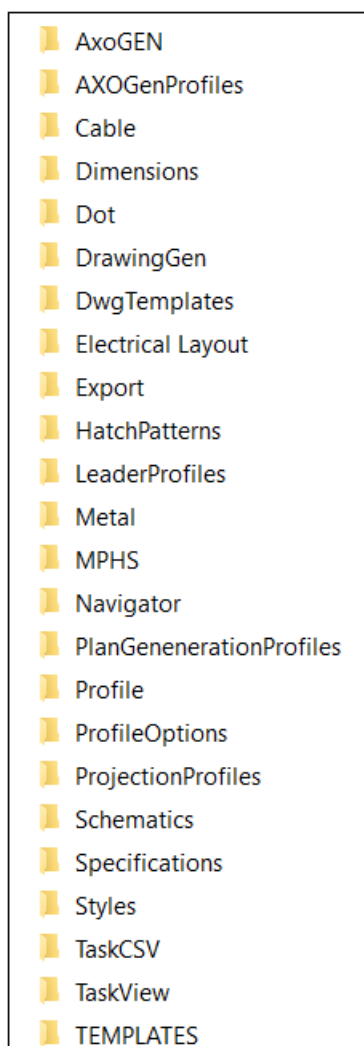 AxoGEN
AXOGenProfiles
Cable
Dimensions
Dot
DrawingGen
DwgTemplates
Electrical Layout
Export
HatchPatterns
LeaderProfiles
Metal
MPHS
Navigator
PlanGenenerationProfiles
Profile
ProfileOptions
ProjectionProfiles
Schematics
Specifications
Styles
TaskCSV
TaskView
TEMPLATES